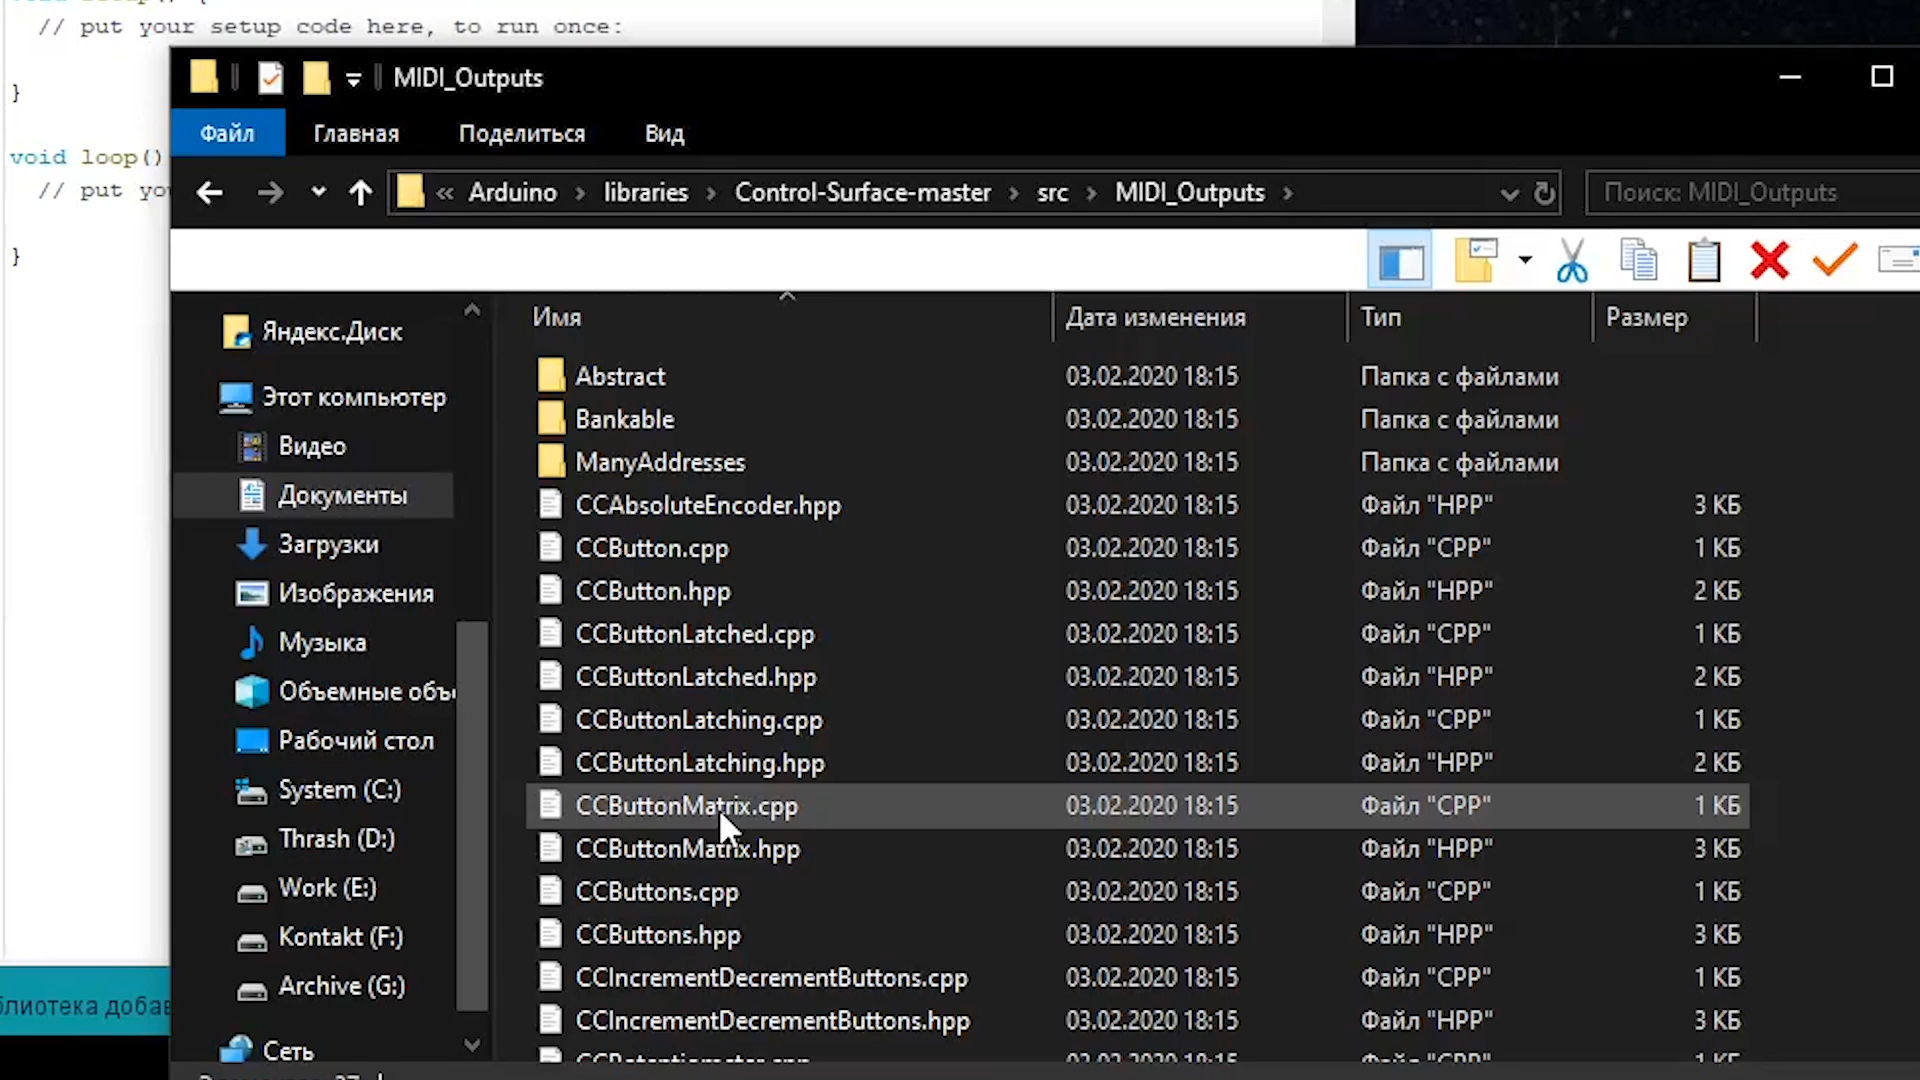 // put your setup code here, to run once:
}
void loop()
// put
}
MIDI_Outputs
Файл Главная Поделиться Вид
« Arduino › libraries › Control-Surface-master › src › MIDI_Outputs ›
Поиск: MIDI_Outputs
Имя Дата изменения Тип Размер
Яндекс.Диск
Этот компьютер
Видео
Документы
Загрузки
Изображения
Музыка
Объемные
Рабочий стол
System (C:)
Thrash (D:)
Work (E:)
Kontakt (F:)
Archive (G:)
Сеть
Abstract 03.02.2020 18:15 Папка с файлами
Bankable 03.02.2020 18:15 Папка с файлами
ManyAddresses 03.02.2020 18:15 Папка с файлами
CCAbsoluteEncoder.hpp 03.02.2020 18:15 Файл "HPP" 3 КБ
CCButton.cpp 03.02.2020 18:15 Файл "CPP" 1 КБ
CCButton.hpp 03.02.2020 18:15 Файл "HPP" 2 КБ
CCButtonLatched.cpp 03.02.2020 18:15 Файл "CPP" 1 КБ
CCButtonLatched.hpp 03.02.2020 18:15 Файл "HPP" 2 КБ
CCButtonLatching.cpp 03.02.2020 18:15 Файл "CPP" 1 КБ
CCButtonLatching.hpp 03.02.2020 18:15 Файл "HPP" 2 КБ
CCButtonMatrix.cpp 03.02.2020 18:15 Файл "CPP" 1 КБ
CCButtonMatrix.hpp 03.02.2020 18:15 Файл "HPP" 3 КБ
CCButtons.cpp 03.02.2020 18:15 Файл "CPP" 1 КБ
CCButtons.hpp 03.02.2020 18:15 Файл "HPP" 3 КБ
CCIncrementDecrementButtons.cpp 03.02.2020 18:15 Файл "CPP" 1 КБ
CCIncrementDecrementButtons.hpp 03.02.2020 18:15 Файл "HPP" 3 КБ